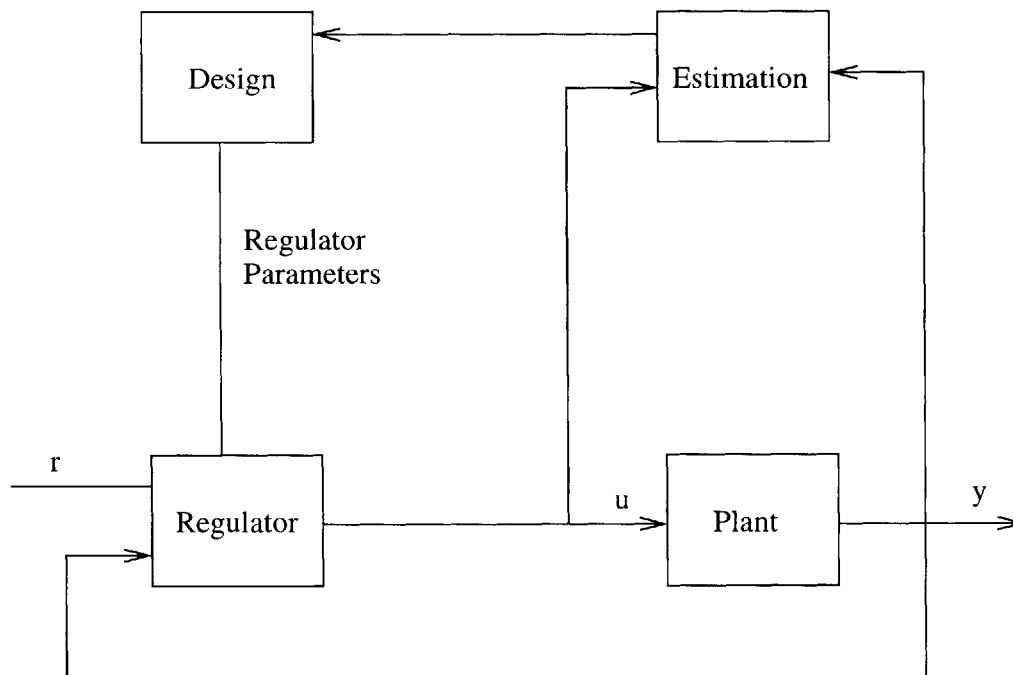 Design
Estimation
Regulator
Parameters
r
Regulator
u
Plant
y